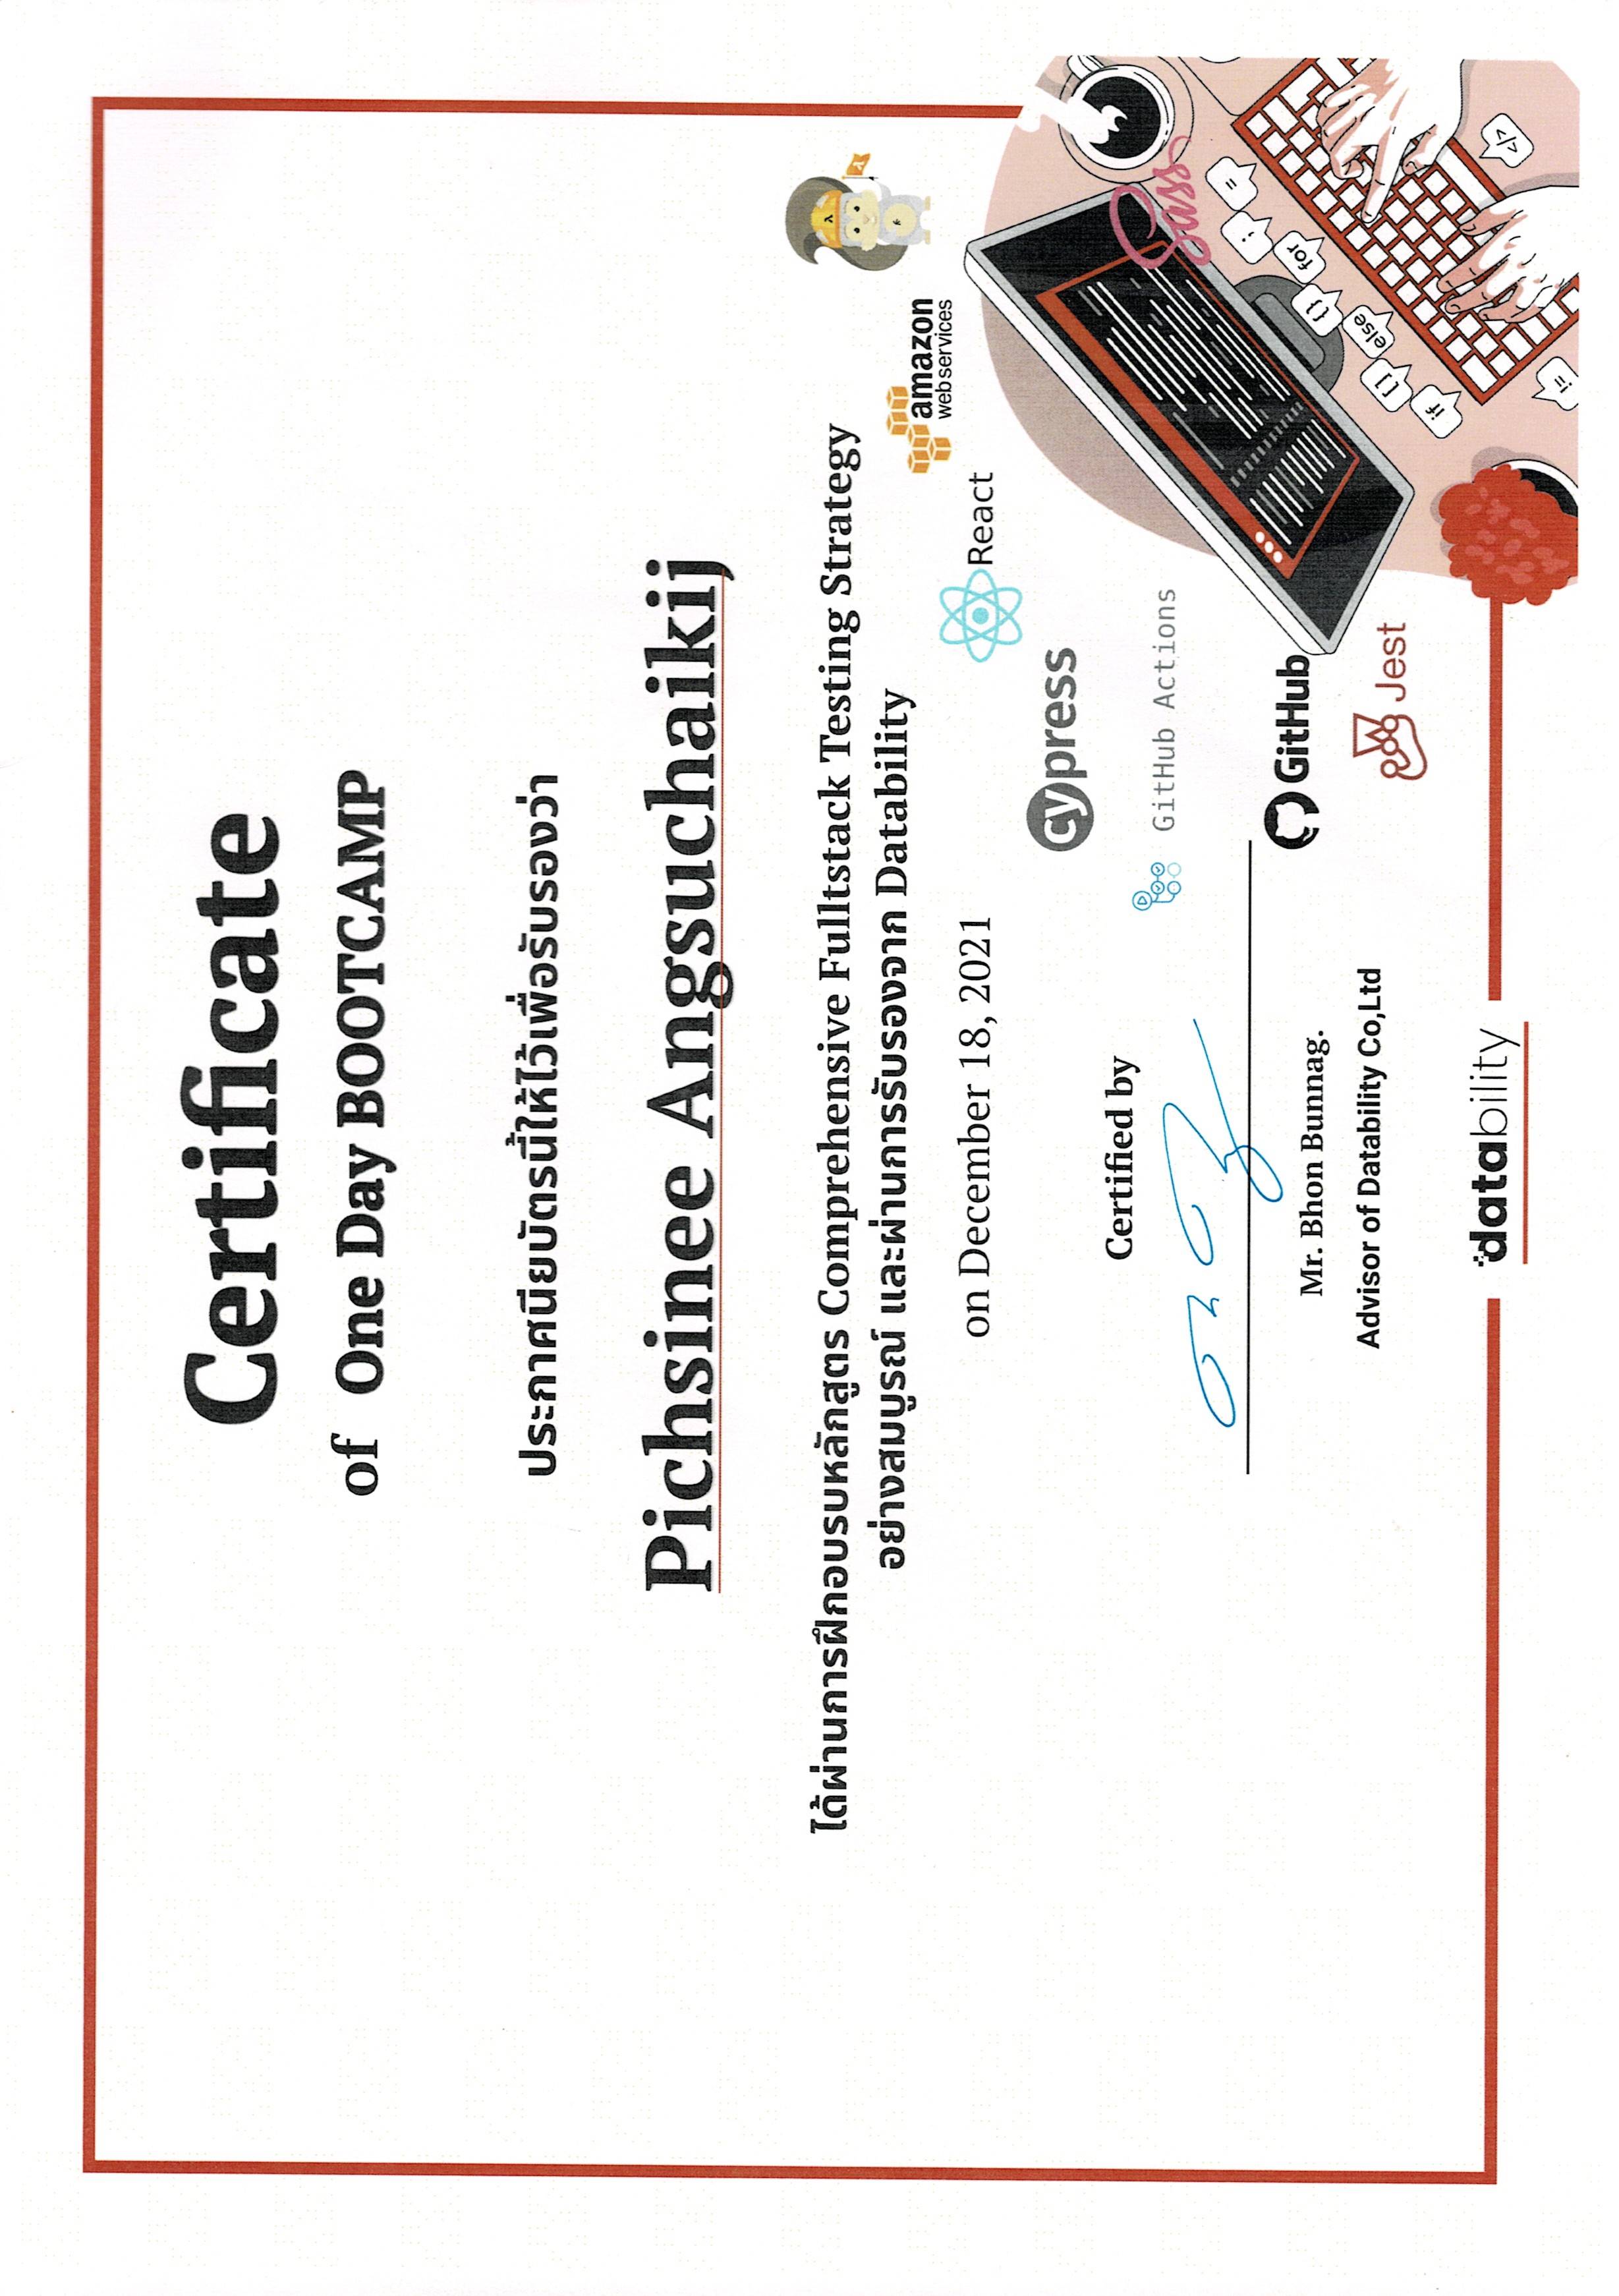 Certificate
of One Day BOOTCAMP
ประกาศนียบัตรนี้ให้ไว้เพื่อรับรองว่า
Pichsinee Angsuchaikij
ได้ผ่านการฝึกอบรมหลักสูตร Comprehensive Fulltstack Testing Strategy
อย่างสมบูรณ์ และผ่านการรับรองจาก Datability
on December 18, 2021
Certified by
Mr. Bhon Bunnag.
Advisor of Datability Co,Ltd
datability
amazon
webservices
React
cypress
GitHub Actions
GitHub
Jest
Sass
=
;
for
{}
else
[]
if
</>
!=